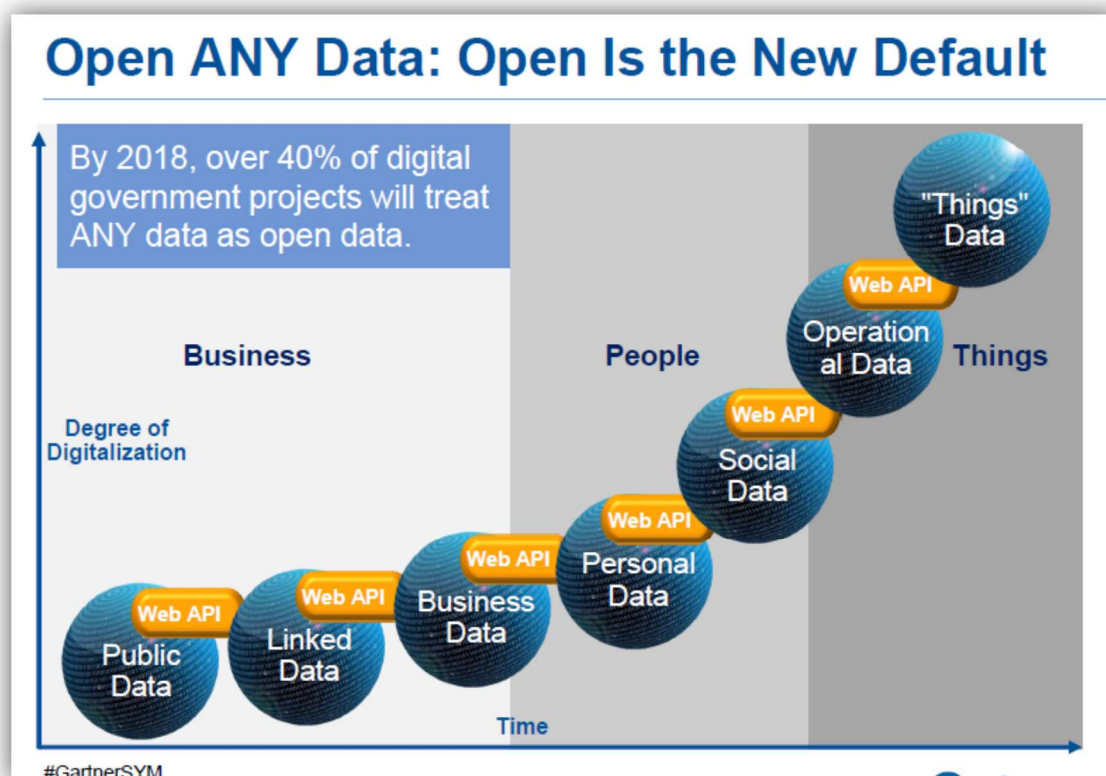 Open ANY Data: Open Is the New Default
By 2018, over 40% of digital
government projects will treat
ANY data as open data.
"Things"
Data
Web API
Operation
al Data
Business
People
Things
Degree of
Digitalization
Web API
Social
Data
Web API
Personal
Data
Web API
Business
Data
Web API
Linked
Data
Web API
Public
Data
Time
#GartnerSYM